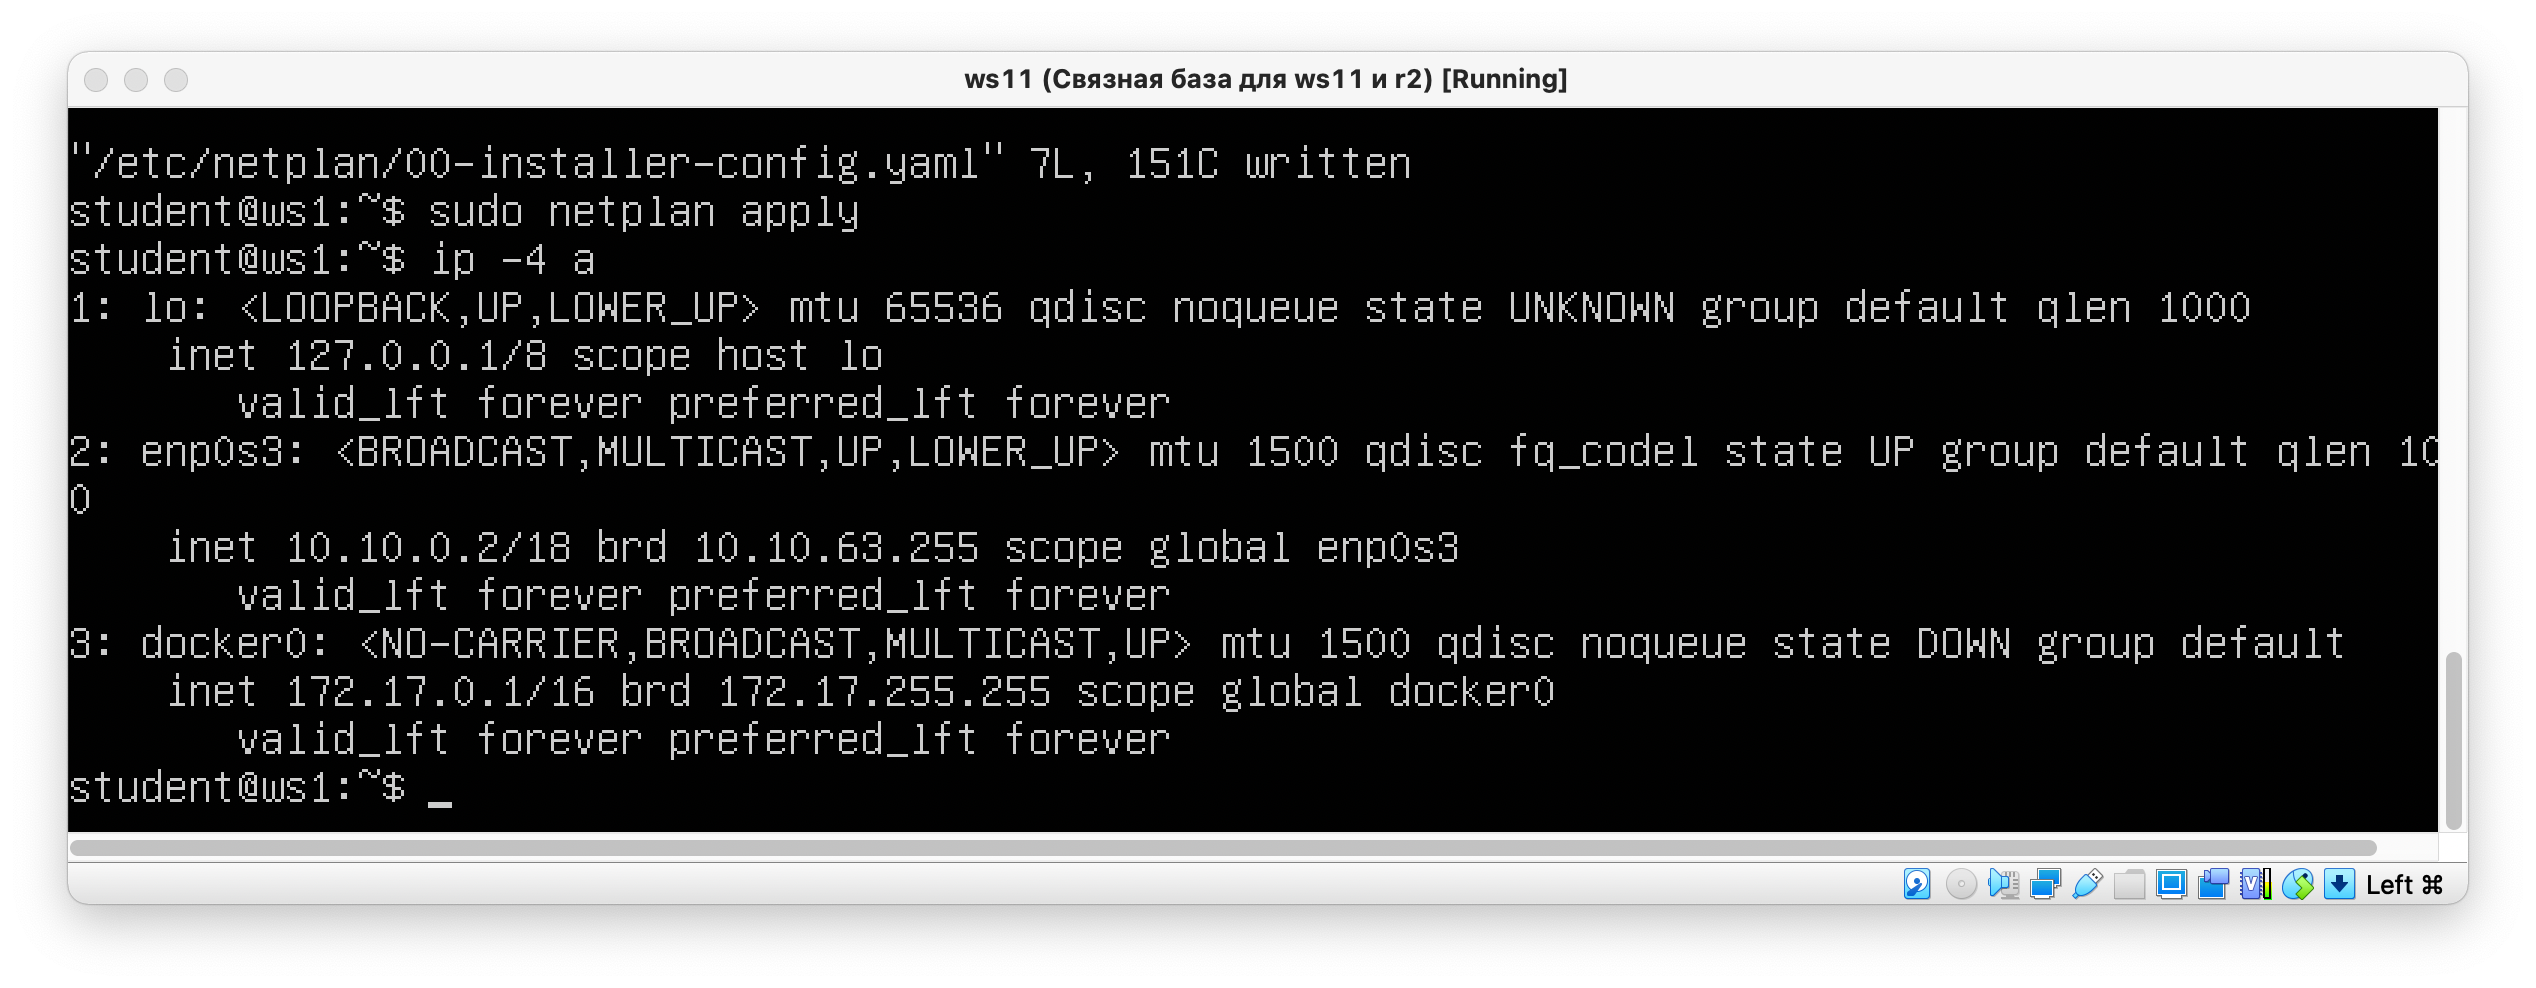 ws11 (Связная база для ws11 и r2) [Running]
"/etc/netplan/00-installer-config.yaml" 7L, 151C written
student@ws1:~$ sudo netplan apply
student@ws1:~$ ip -4 a
1: lo: <LOOPBACK,UP,LOWER_UP> mtu 65536 qdisc noqueue state UNKNOWN group default qlen 1000
    inet 127.0.0.1/8 scope host lo
       valid_lft forever preferred_lft forever
2: enp0s3: <BROADCAST,MULTICAST,UP,LOWER_UP> mtu 1500 qdisc fq_codel state UP group default qlen 10
0
    inet 10.10.0.2/18 brd 10.10.63.255 scope global enp0s3
       valid_lft forever preferred_lft forever
3: docker0: <NO-CARRIER,BROADCAST,MULTICAST,UP> mtu 1500 qdisc noqueue state DOWN group default
    inet 172.17.0.1/16 brd 172.17.255.255 scope global docker0
       valid_lft forever preferred_lft forever
student@ws1:~$ _
Left ⌘